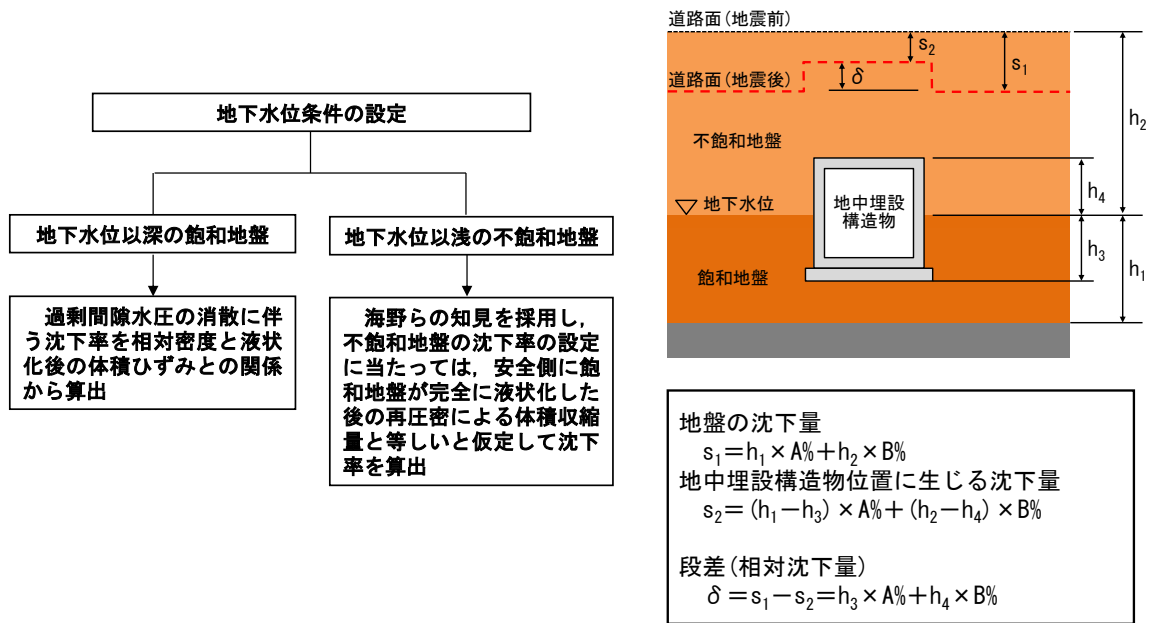 地下水位条件の設定
地下水位以深の飽和地盤
地下水位以浅の不飽和地盤
過剰間隙水圧の消散に伴
う沈下率を相対密度と液状
化後の体積ひずみとの関係
から算出
海野らの知見を採用し，
不飽和地盤の沈下率の設定
に当たっては，安全側に飽
和地盤が完全に液状化した
後の再圧密による体積収縮
量と等しいと仮定して沈下
率を算出
道路面(地震前)
s₂
s₁
δ
道路面(地震後)
h₂
不飽和地盤
h₄
地下水位
地中埋設
構造物
h₃
h₁
飽和地盤
地盤の沈下量
s₁＝h₁×A%＋h₂×B%
地中埋設構造物位置に生じる沈下量
s₂＝(h₁－h₃)×A%＋(h₂－h₄)×B%
段差(相対沈下量)
δ＝s₁－s₂＝h₃×A%＋h₄×B%